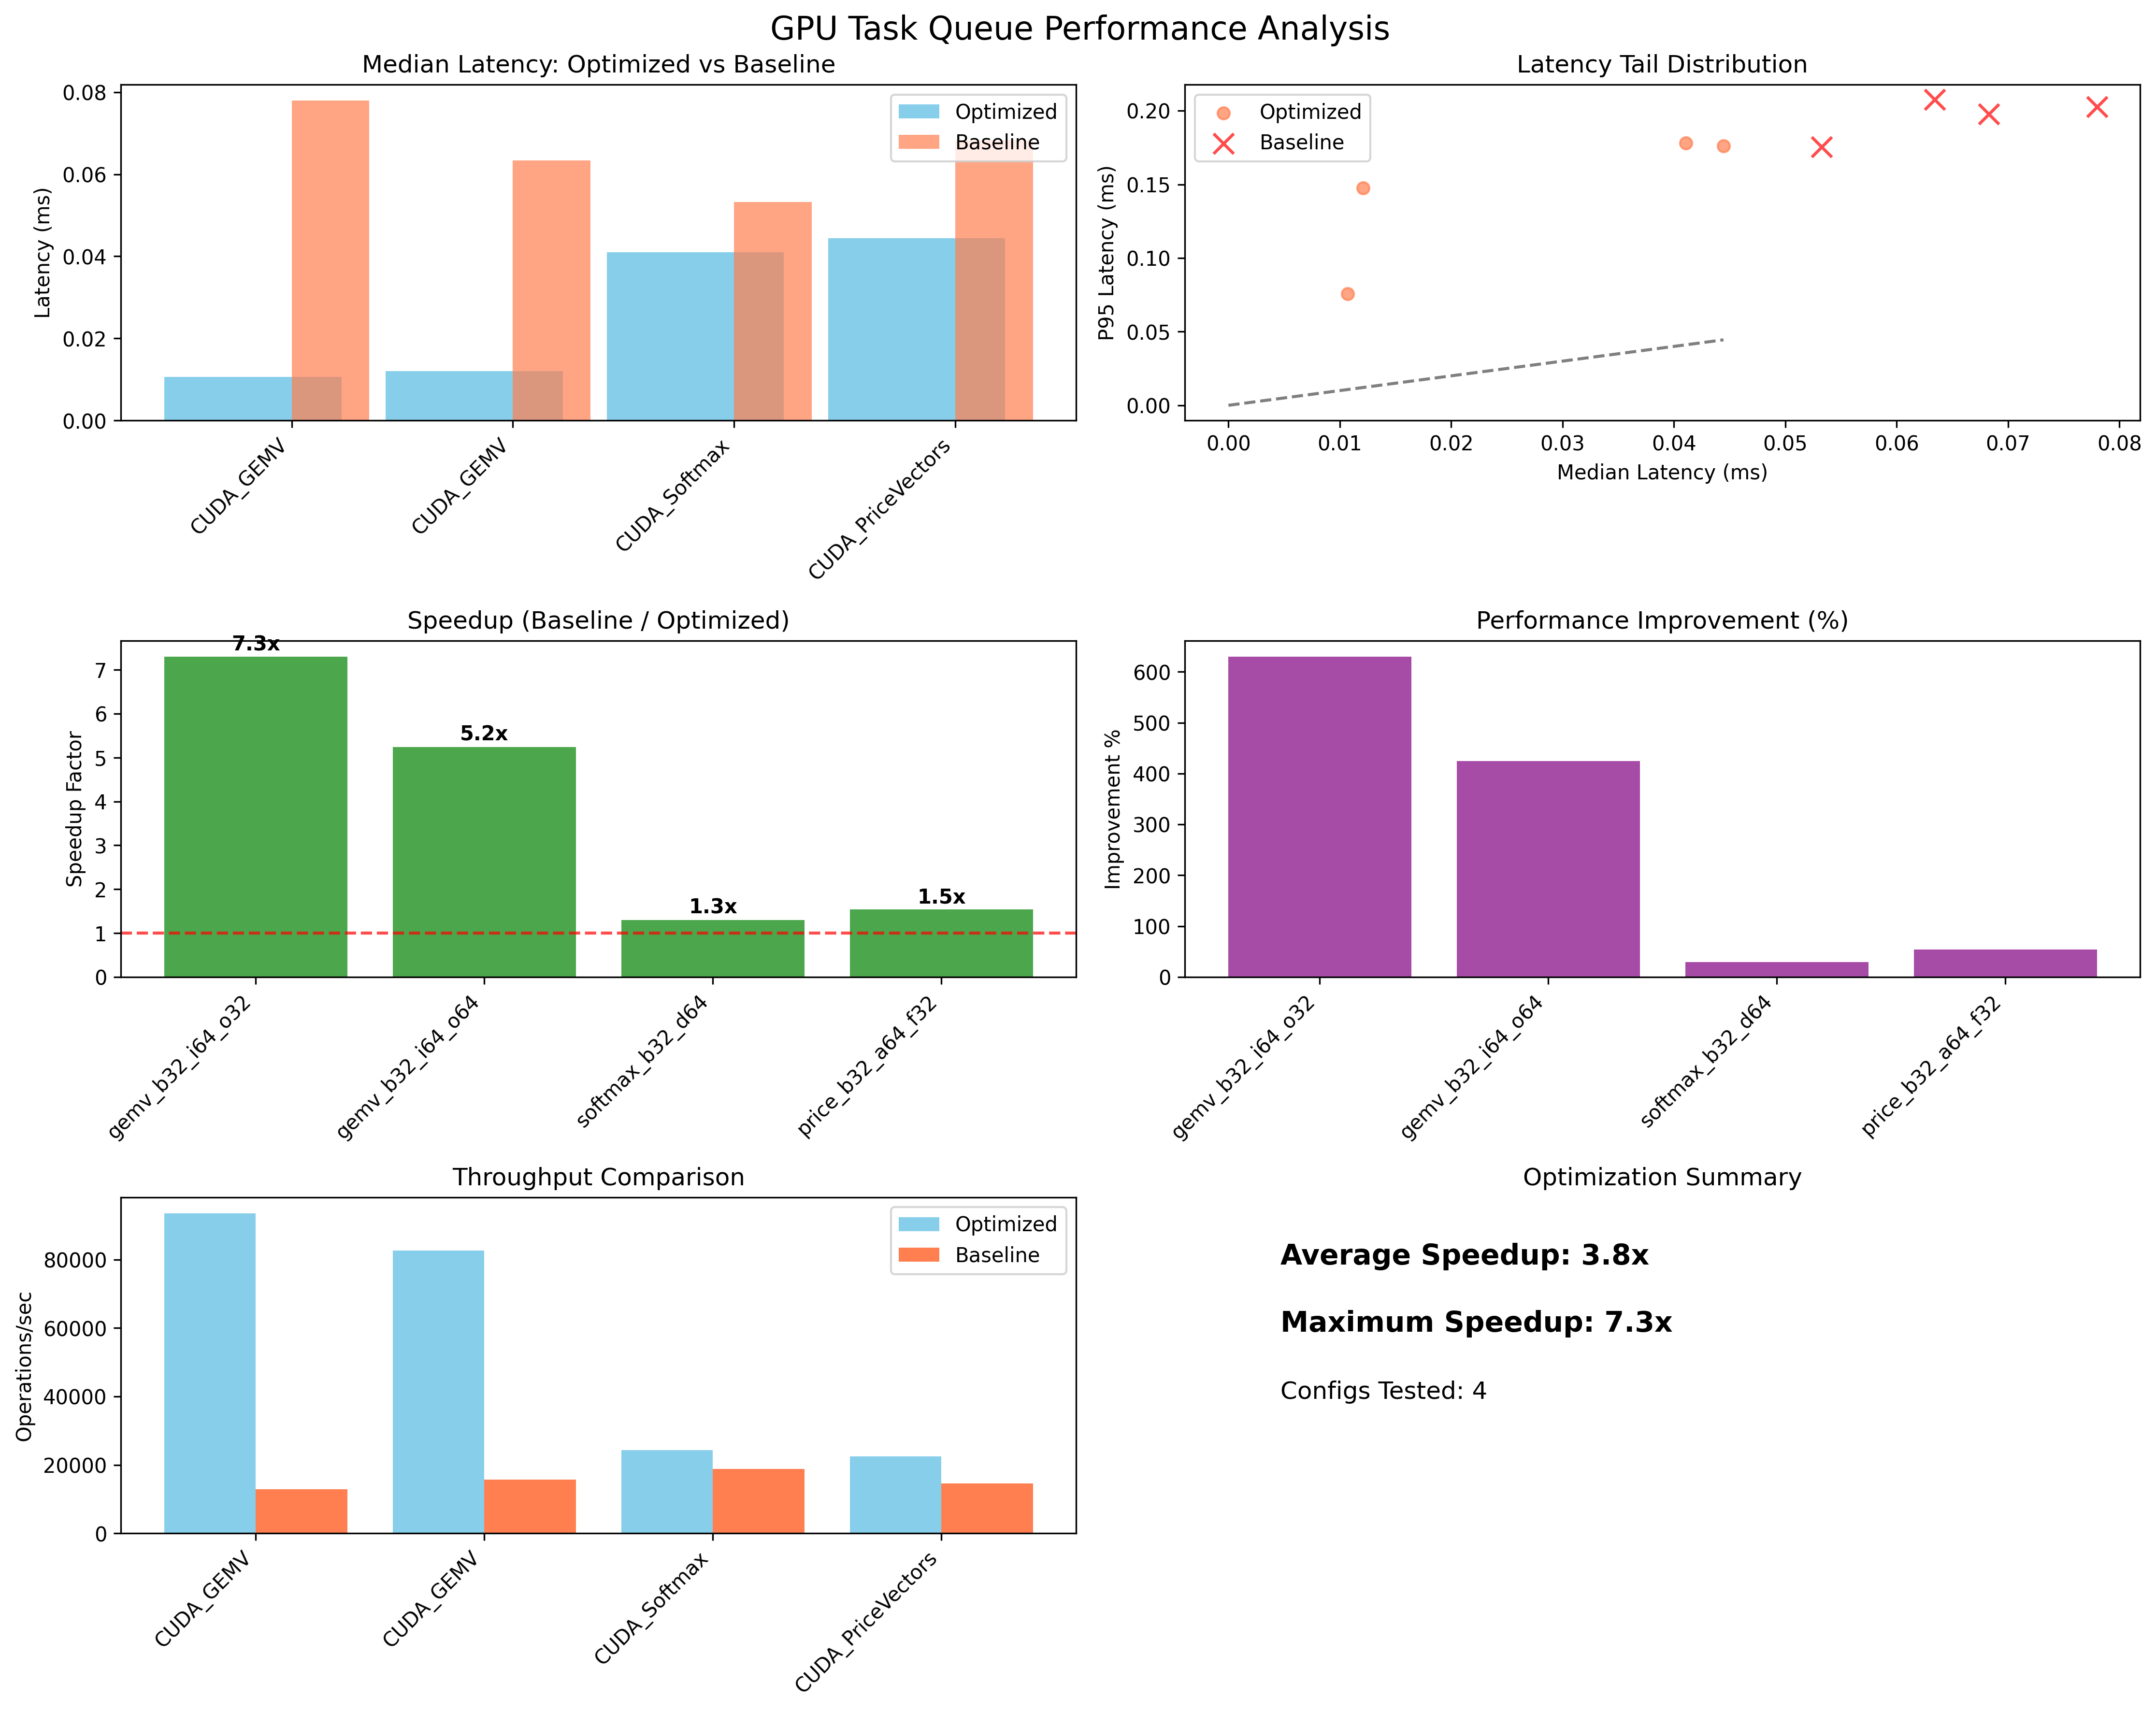 GPU Task Queue Performance Analysis
Median Latency: Optimized vs Baseline
Latency (ms)
0.08
0.06
0.04
0.02
0.00
Optimized
Baseline
CUDA_GEMV
CUDA_GEMV
CUDA_Softmax
CUDA_PriceVectors
Latency Tail Distribution
P95 Latency (ms)
0.20
0.15
0.10
0.05
0.00
Optimized
Baseline
0.00 0.01 0.02 0.03 0.04 0.05 0.06 0.07 0.08
Median Latency (ms)
Speedup (Baseline / Optimized)
Speedup Factor
7
6
5
4
3
2
1
0
7.3x
5.2x
1.3x
1.5x
gemv_b32_i64_o32
gemv_b32_i64_o64
softmax_b32_d64
price_b32_a64_f32
Performance Improvement (%)
Improvement %
600
500
400
300
200
100
0
gemv_b32_i64_o32
gemv_b32_i64_o64
softmax_b32_d64
price_b32_a64_f32
Throughput Comparison
Operations/sec
80000
60000
40000
20000
0
Optimized
Baseline
CUDA_GEMV
CUDA_GEMV
CUDA_Softmax
CUDA_PriceVectors
Optimization Summary
Average Speedup: 3.8x
Maximum Speedup: 7.3x
Configs Tested: 4